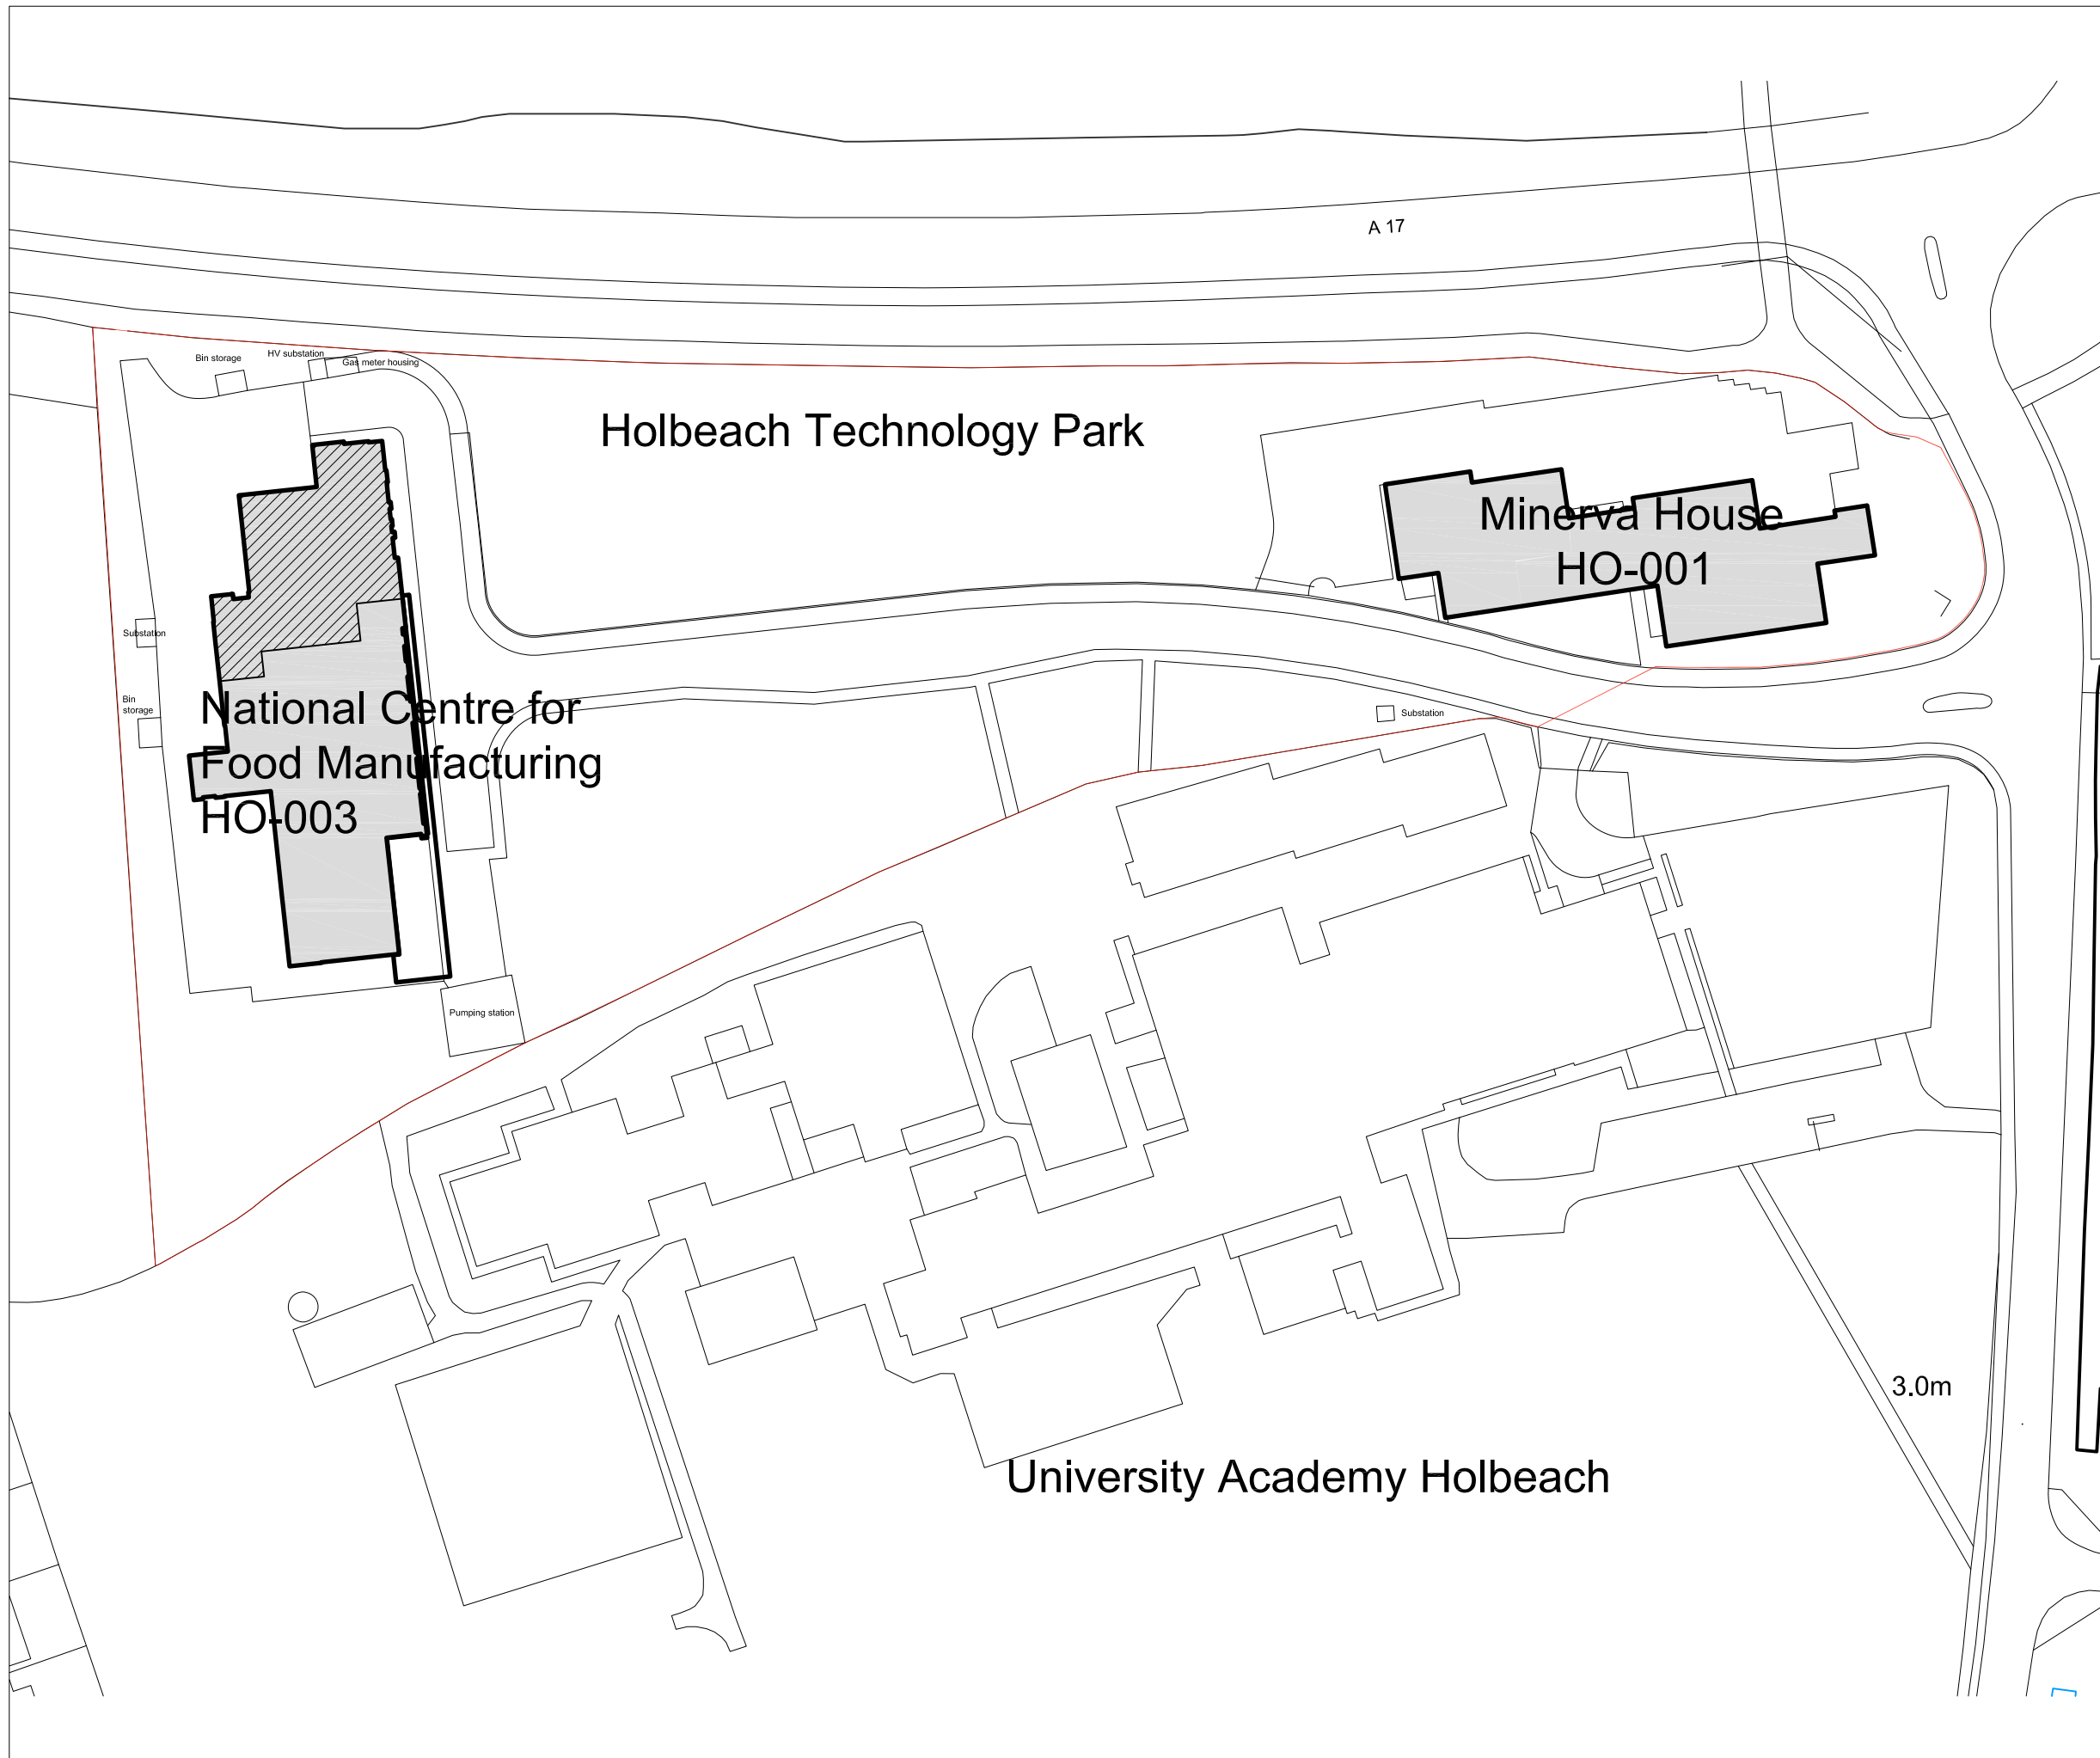 A 17
Bin storage
HV substation
Gas meter housing
Holbeach Technology Park
Minerva House
HO-001
Substation
Bin
storage
National Centre for
Food Manufacturing
HO-003
Substation
Pumping station
3.0m
University Academy Holbeach